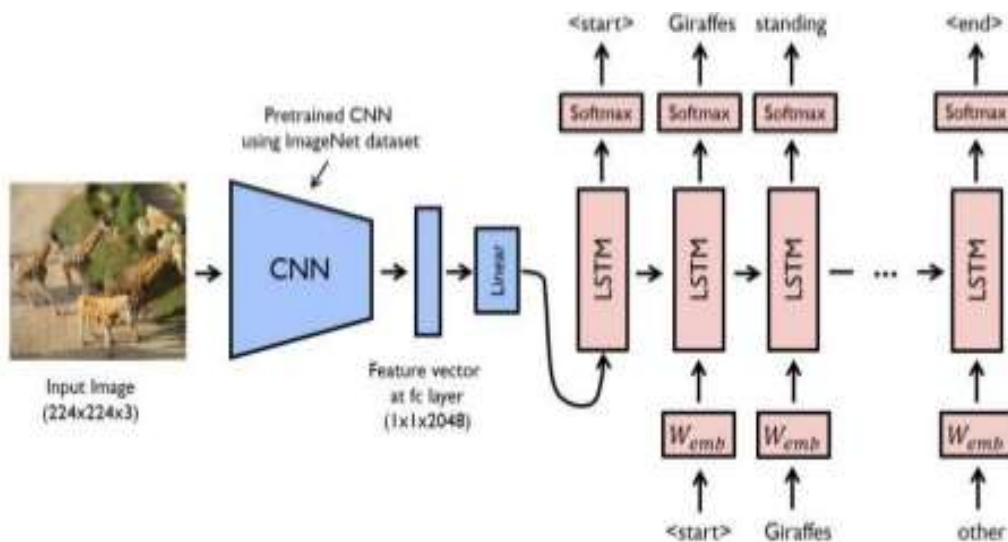 <start> Giraffes standing <end>
Softmax Softmax Softmax Softmax
Pretrained CNN
using ImageNet dataset
CNN
Linear
LSTM LSTM LSTM ... LSTM
Input Image
(224x224x3)
Feature vector
at fc layer
(1x1x2048)
W_emb W_emb W_emb
<start> Giraffes other